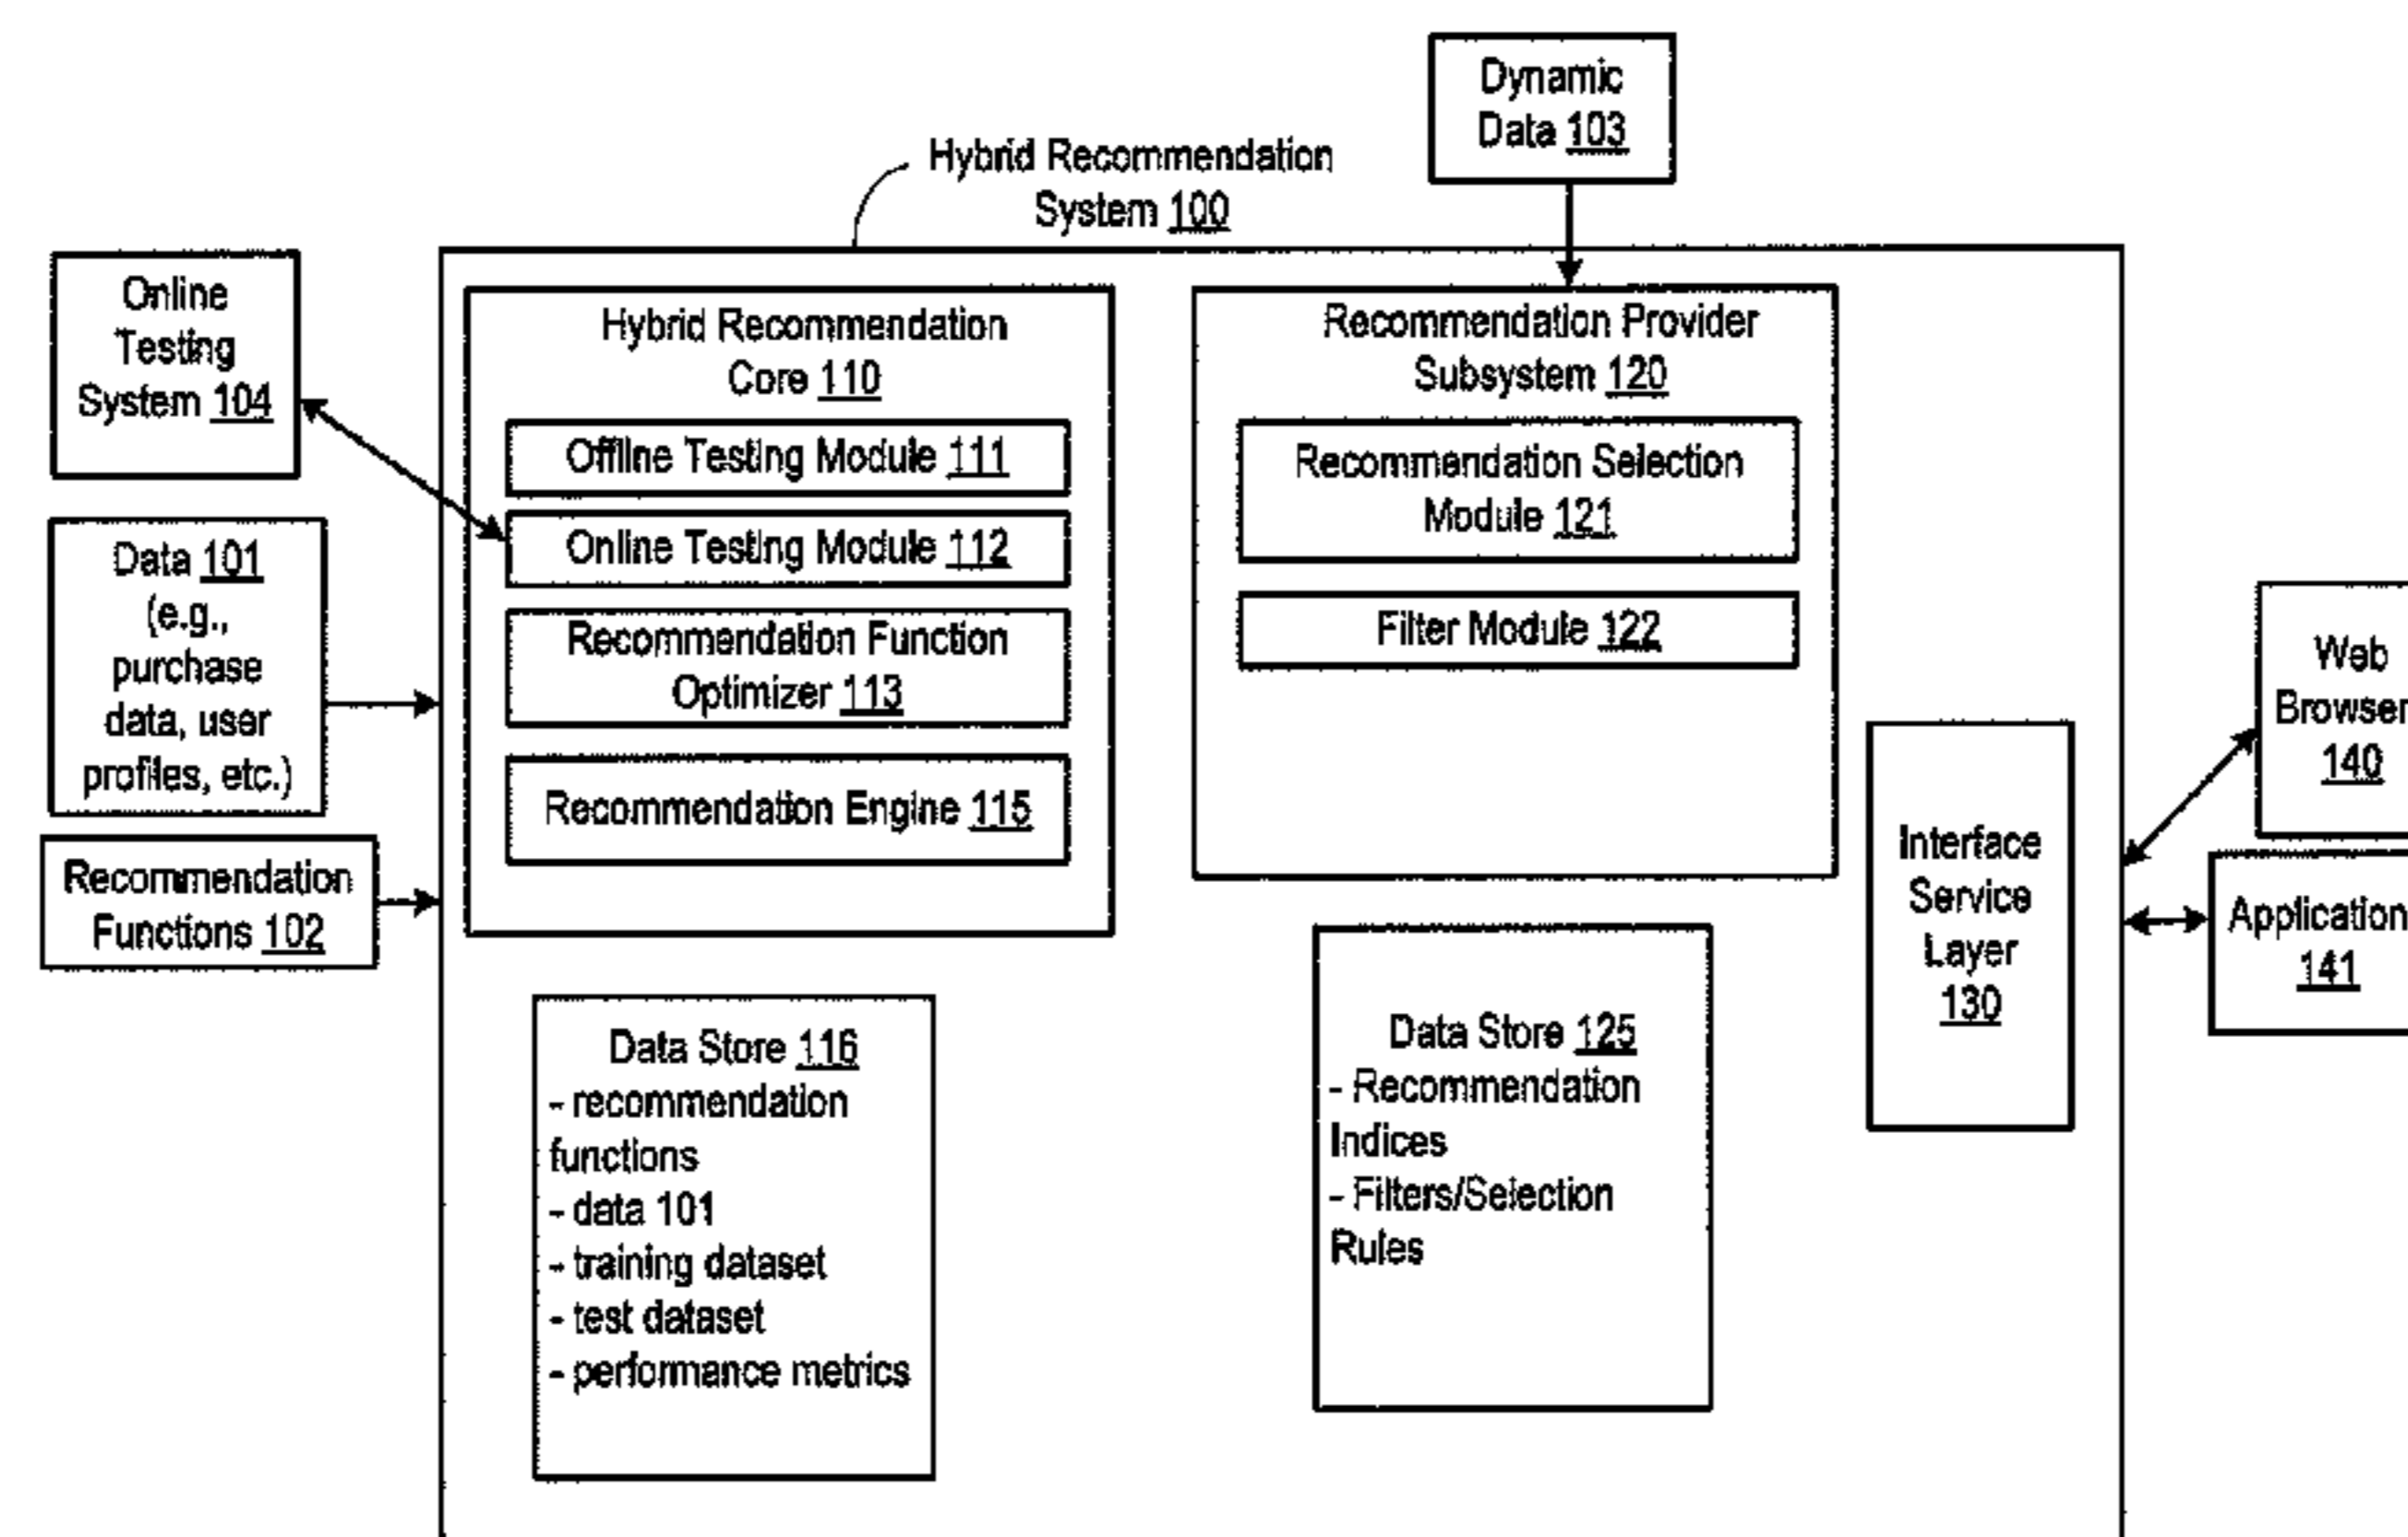 Dynamic
Data 103
Hybrid Recommendation
System 100
Online
Testing
System 104
Data 101
(e.g.,
purchase
data, user
profiles, etc.)
Recommendation
Functions 102
Hybrid Recommendation
Core 110
Offline Testing Module 111
Online Testing Module 112
Recommendation Function
Optimizer 113
Recommendation Engine 115
Recommendation Provider
Subsystem 120
Recommendation Selection
Module 121
Filter Module 122
Data Store 116
- recommendation
functions
- data 101
- training dataset
- test dataset
- performance metrics
Data Store 125
- Recommendation
Indices
- Filters/Selection
Rules
Interface
Service
Layer
130
Web
Browser
140
Application
141